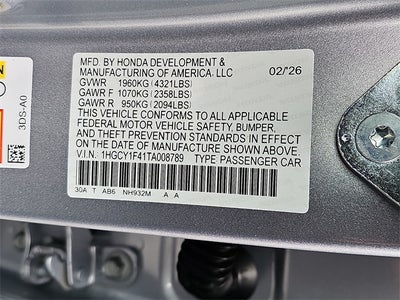 3DS-A0
MFD. BY HONDA DEVELOPMENT &
MANUFACTURING OF AMERICA, LLC 02/'26
GVWR 1960KG(4321LBS)
GAWR F 1070KG(2358LBS)
GAWR R 950KG(2094LBS)
THIS VEHICLE CONFORMS TO ALL APPLICABLE
FEDERAL MOTOR VEHICLE SAFETY, BUMPER,
AND THEFT PREVENTION STANDARDS IN EFFECT
ON THE DATE OF MANUFACTURE SHOWN ABOVE.
V.I.N: 1HGCY1F41TA008789 TYPE PASSENGER CAR
30A T AB6 NH932M A A